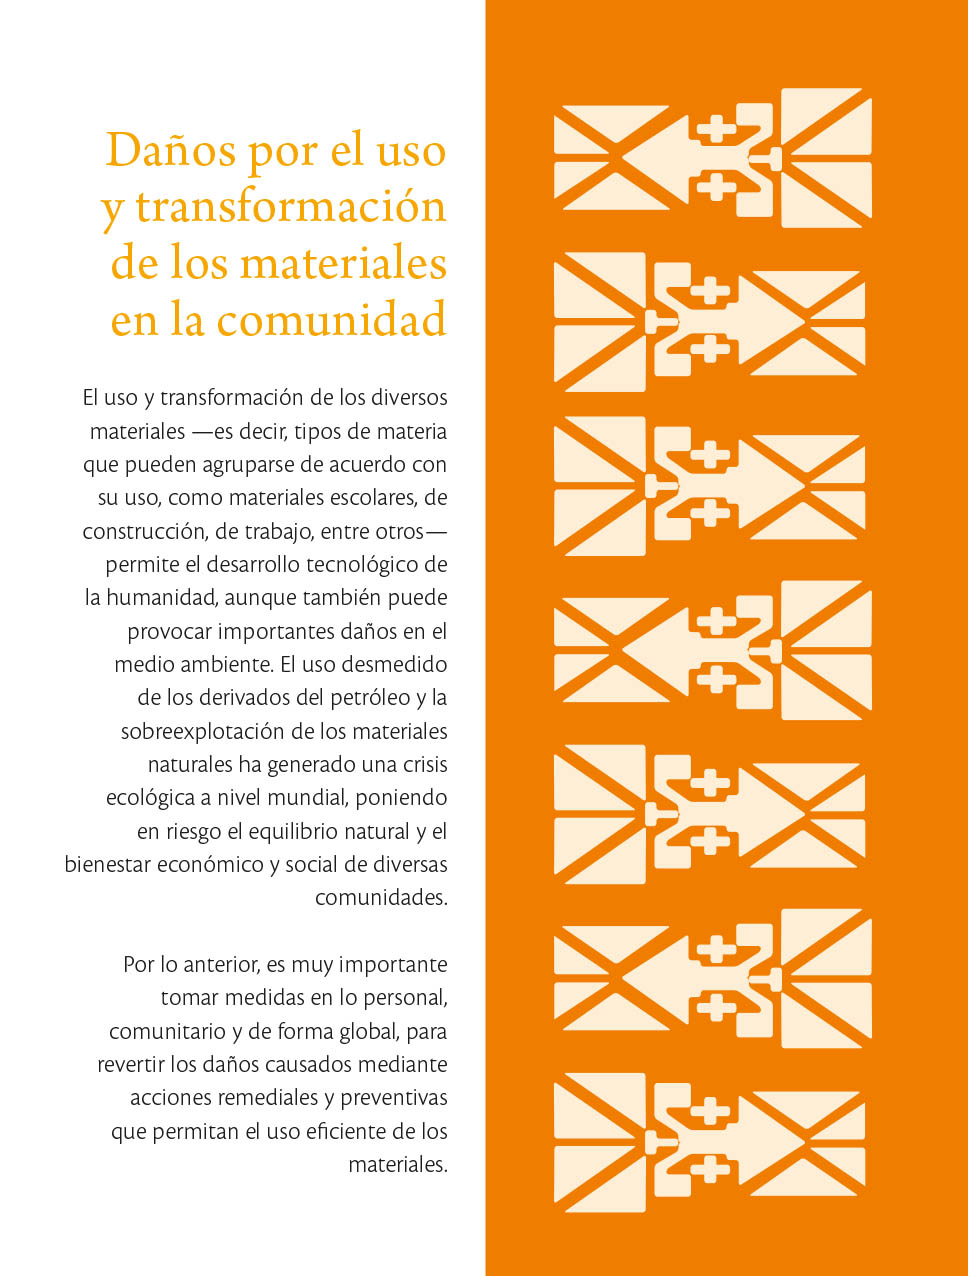 Daños por el uso
y transformación
de los materiales
en la comunidad
El uso y transformación de los diversos
materiales —es decir, tipos de materia
que pueden agruparse de acuerdo con
su uso, como materiales escolares, de
construcción, de trabajo, entre otros—
permite el desarrollo tecnológico de
la humanidad, aunque también puede
provocar importantes daños en el
medio ambiente. El uso desmedido
de los derivados del petróleo y la
sobreexplotación de los materiales
naturales ha generado una crisis
ecológica a nivel mundial, poniendo
en riesgo el equilibrio natural y el
bienestar económico y social de diversas
comunidades.
Por lo anterior, es muy importante
tomar medidas en lo personal,
comunitario y de forma global, para
revertir los daños causados mediante
acciones remediales y preventivas
que permitan el uso eficiente de los
materiales.